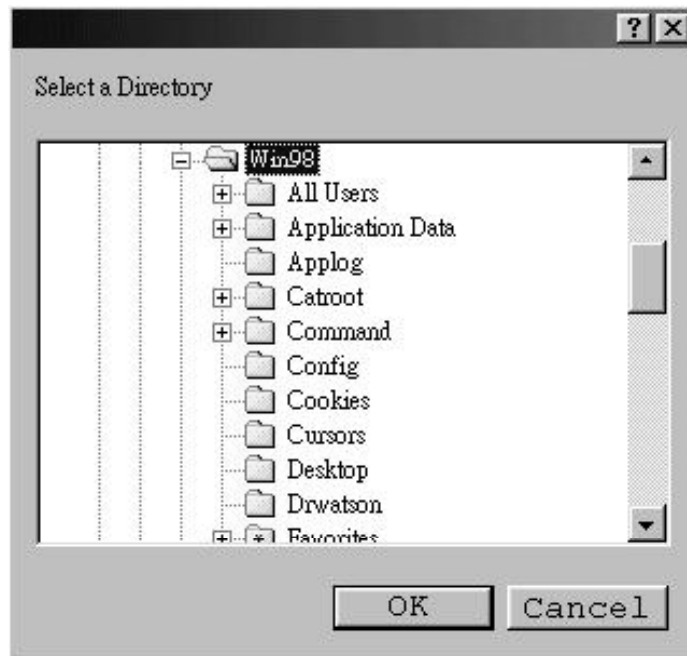 Select a Directory
Win98
All Users
Application Data
Applog
Catroot
Command
Config
Cookies
Cursors
Desktop
Drwatson
Favorites
OK
Cancel